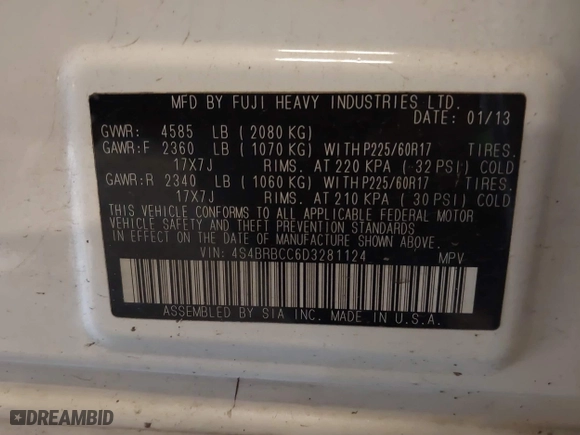 MFD BY FUJI HEAVY INDUSTRIES LTD.
DATE: 01/13
GVWR: 4585 LB ( 2080 KG)
GAWR:F 2360 LB ( 1070 KG) WITH P225/60R17 TIRES.
17X7J RIMS. AT 220 KPA ( 32 PSI) COLD
GAWR:R 2340 LB ( 1060 KG) WITH P225/60R17 TIRES.
17X7J RIMS. AT 210 KPA ( 30 PSI) COLD
THIS VEHICLE CONFORMS TO ALL APPLICABLE FEDERAL MOTOR
VEHICLE SAFETY AND THEFT PREVENTION STANDARDS
IN EFFECT ON THE DATE OF MANUFACTURE SHOWN ABOVE.
VIN: 4S4BRBCC6D3281124 MPV
ASSEMBLED BY SIA INC. MADE IN U.S.A.
DREAMBID